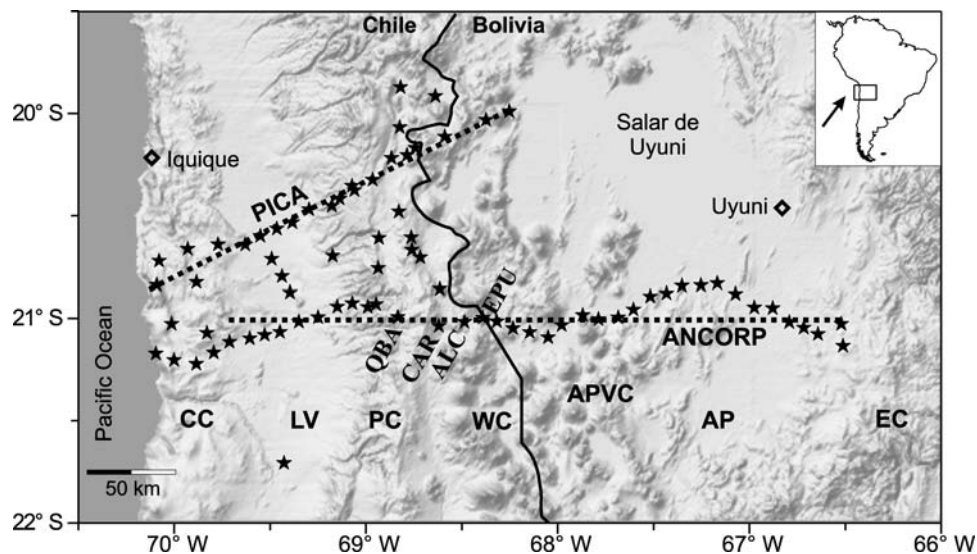 Chile
Bolivia
20° S
Salar de
Uyuni
Iquique
PICA
Uyuni
21° S
QBA
CAR
ALC
EPU
ANCORP
Pacific Ocean
APVC
CC
LV
PC
WC
AP
EC
50 km
22° S
70° W
69° W
68° W
67° W
66° W